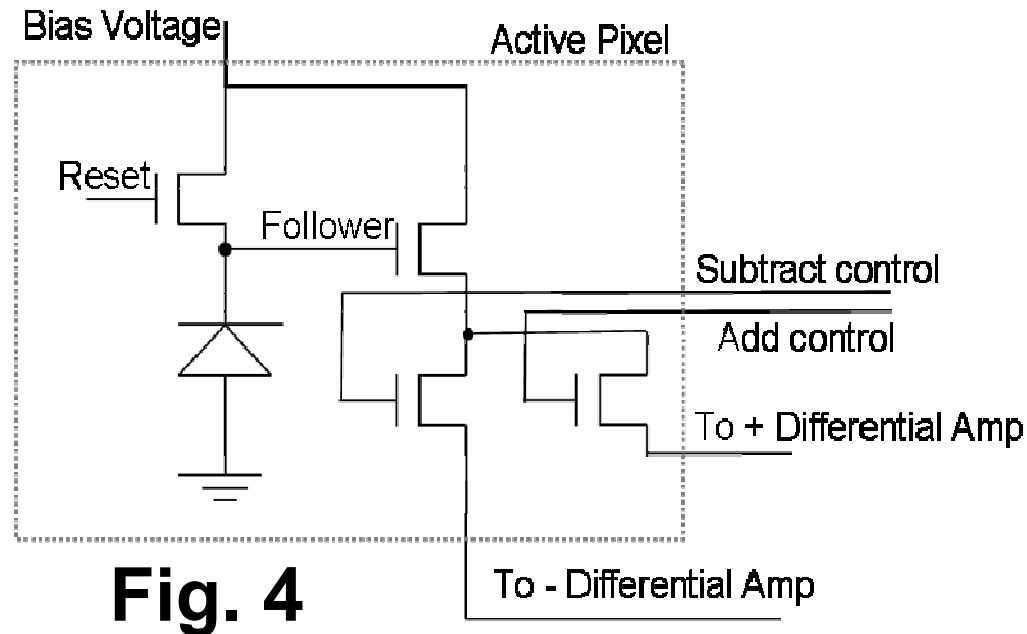 Bias Voltage
Active Pixel
Reset
Follower
Subtract control
Add control
To + Differential Amp
To - Differential Amp
Fig. 4